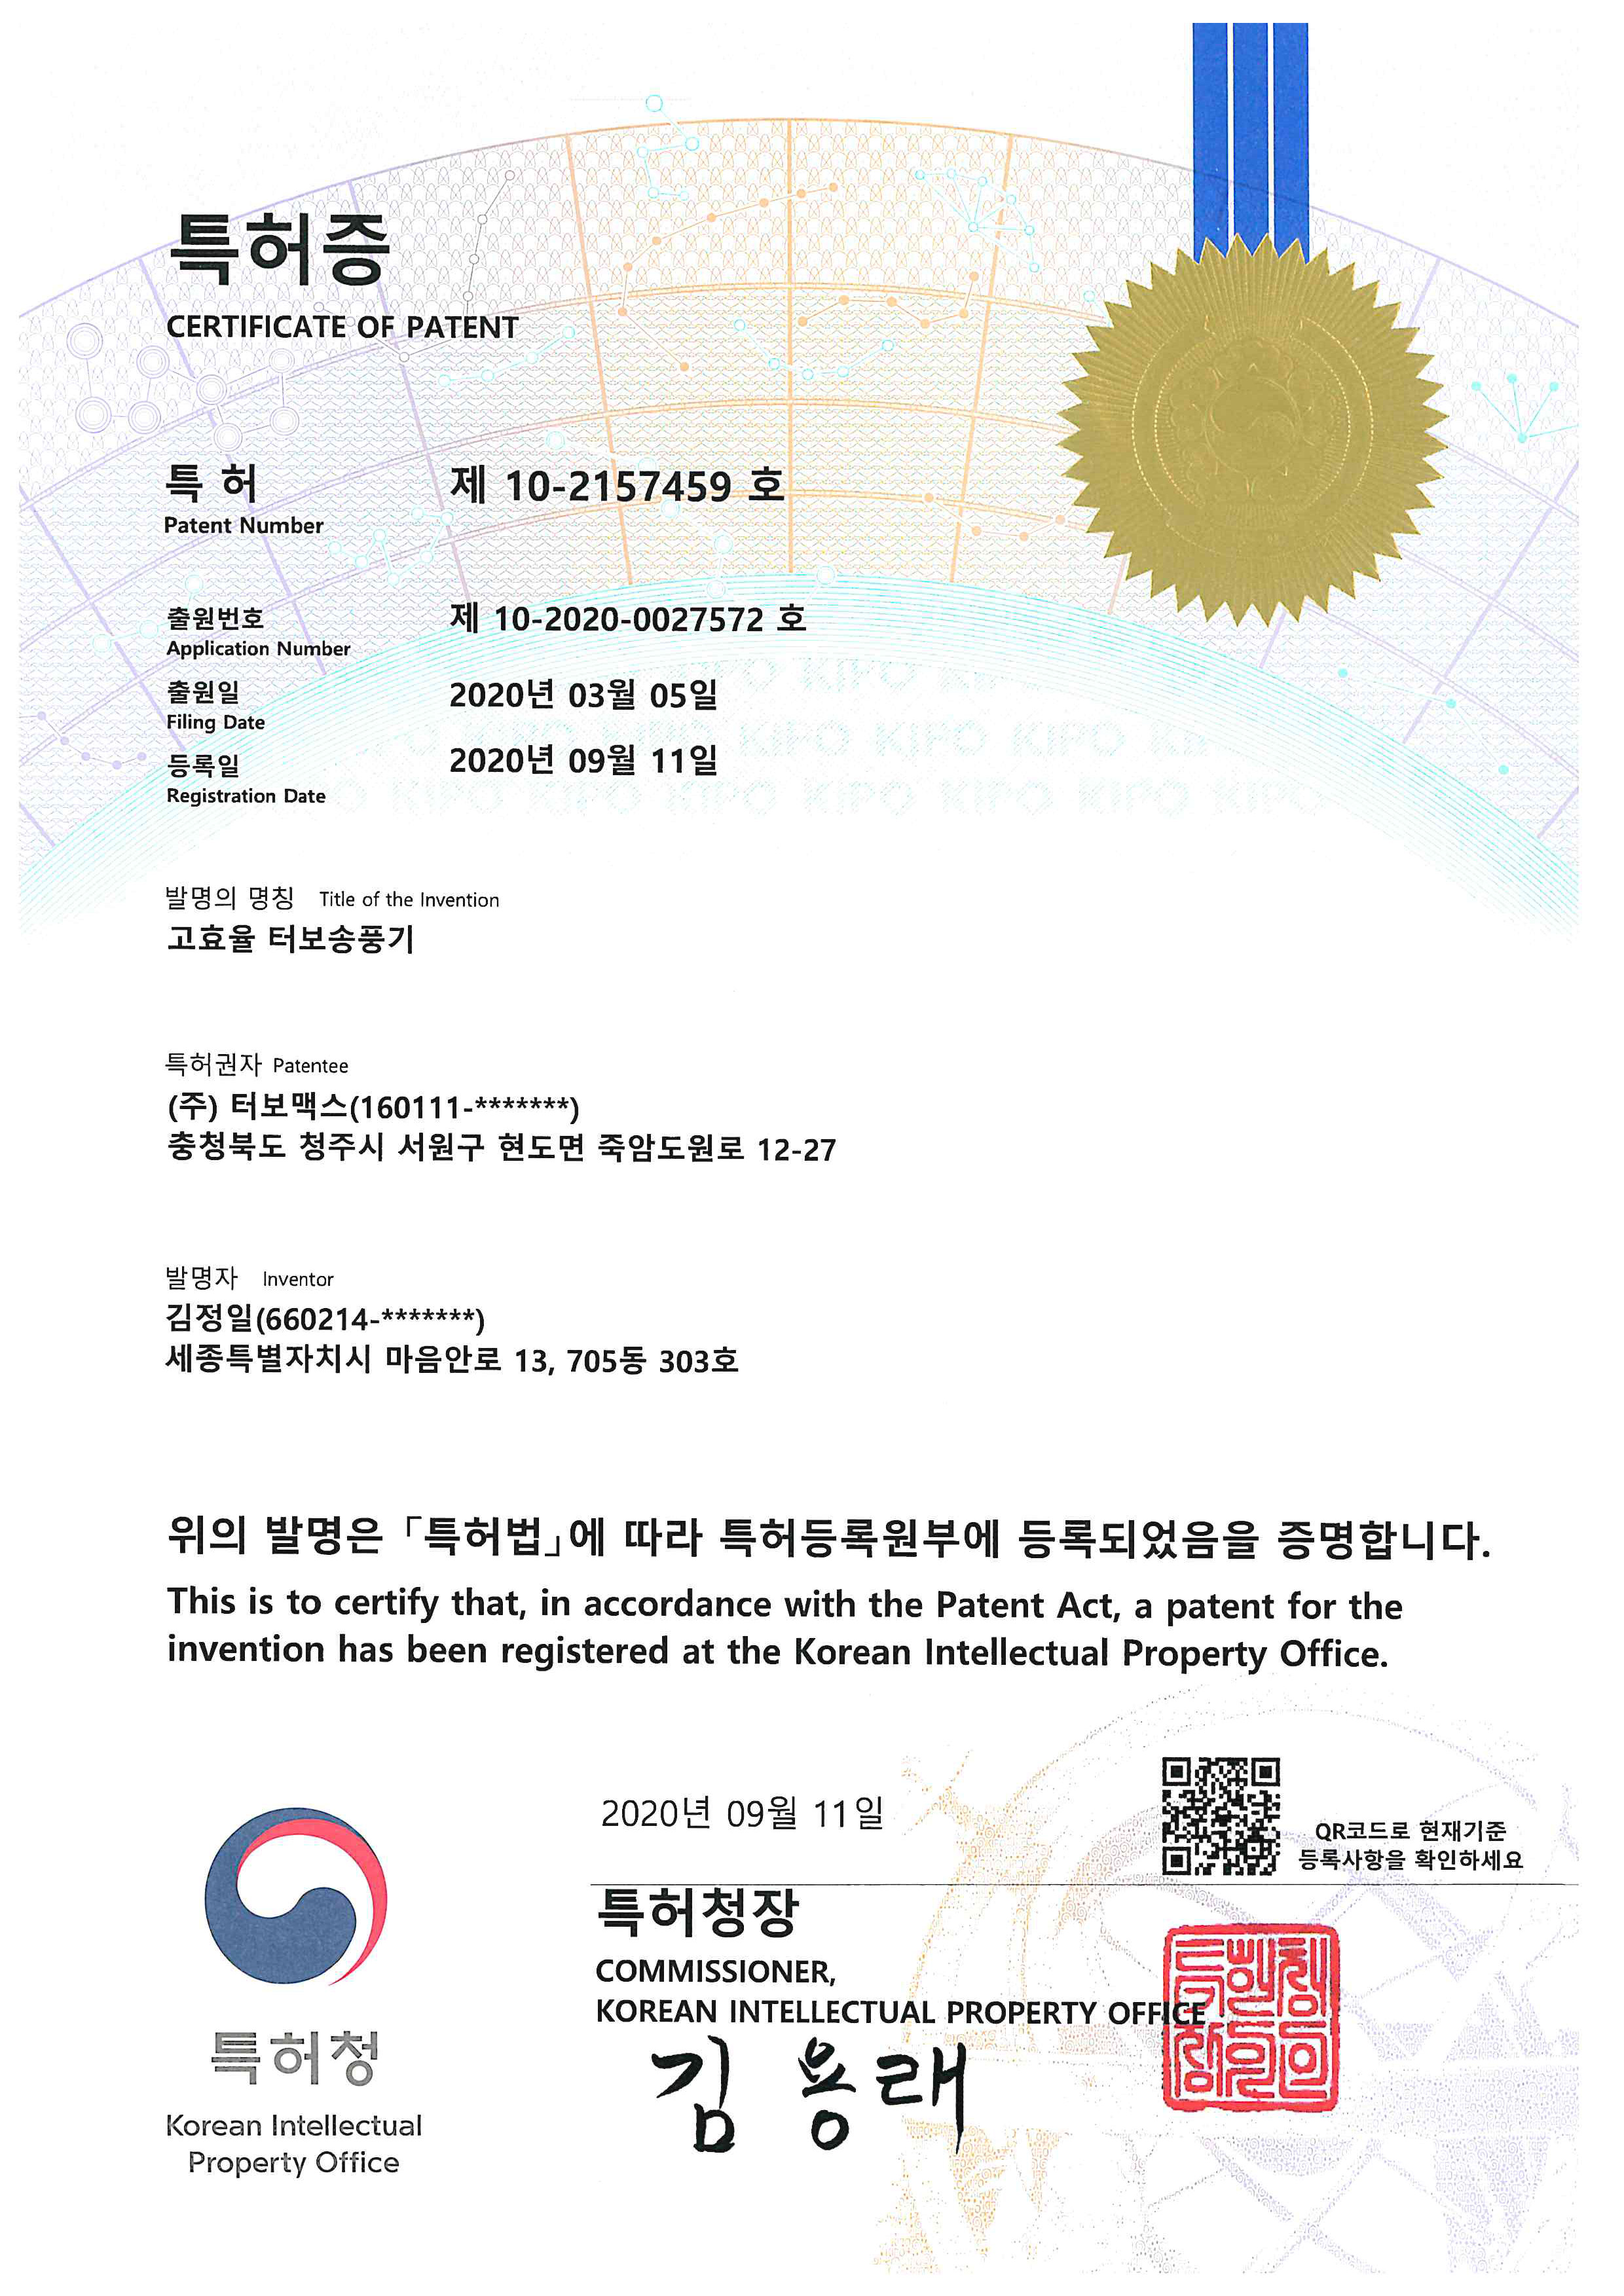 특허증
CERTIFICATE OF PATENT
특 허 제 10-2157459 호
Patent Number
출원번호 제 10-2020-0027572 호
Application Number
출원일 2020년 03월 05일
Filing Date
등록일 2020년 09월 11일
Registration Date
발명의 명칭 Title of the Invention
고효율 터보송풍기
특허권자 Patentee
(주) 터보맥스(160111-*******)
충청북도 청주시 서원구 현도면 죽암도원로 12-27
발명자 Inventor
김정일(660214-*******)
세종특별자치시 마음안로 13, 705동 303호
위의 발명은 「특허법」에 따라 특허등록원부에 등록되었음을 증명합니다.
This is to certify that, in accordance with the Patent Act, a patent for the
invention has been registered at the Korean Intellectual Property Office.
2020년 09월 11일
QR코드로 현재기준
등록사항을 확인하세요
특허청장
COMMISSIONER,
KOREAN INTELLECTUAL PROPERTY OFFICE
김용래
특허청
Korean Intellectual
Property Office